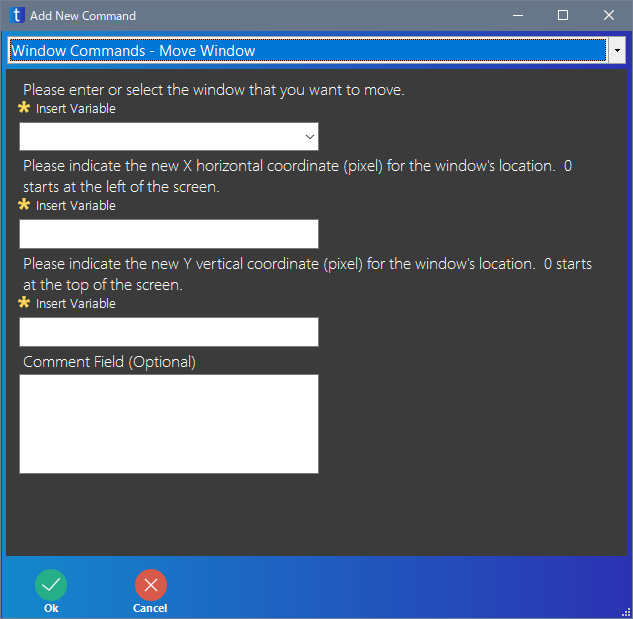 t Add New Command
Window Commands - Move Window
Please enter or select the window that you want to move.
Insert Variable
Please indicate the new X horizontal coordinate (pixel) for the window's location.  0
starts at the left of the screen.
Insert Variable
Please indicate the new Y vertical coordinate (pixel) for the window's location.  0 starts
at the top of the screen.
Insert Variable
Comment Field (Optional)
Ok Cancel